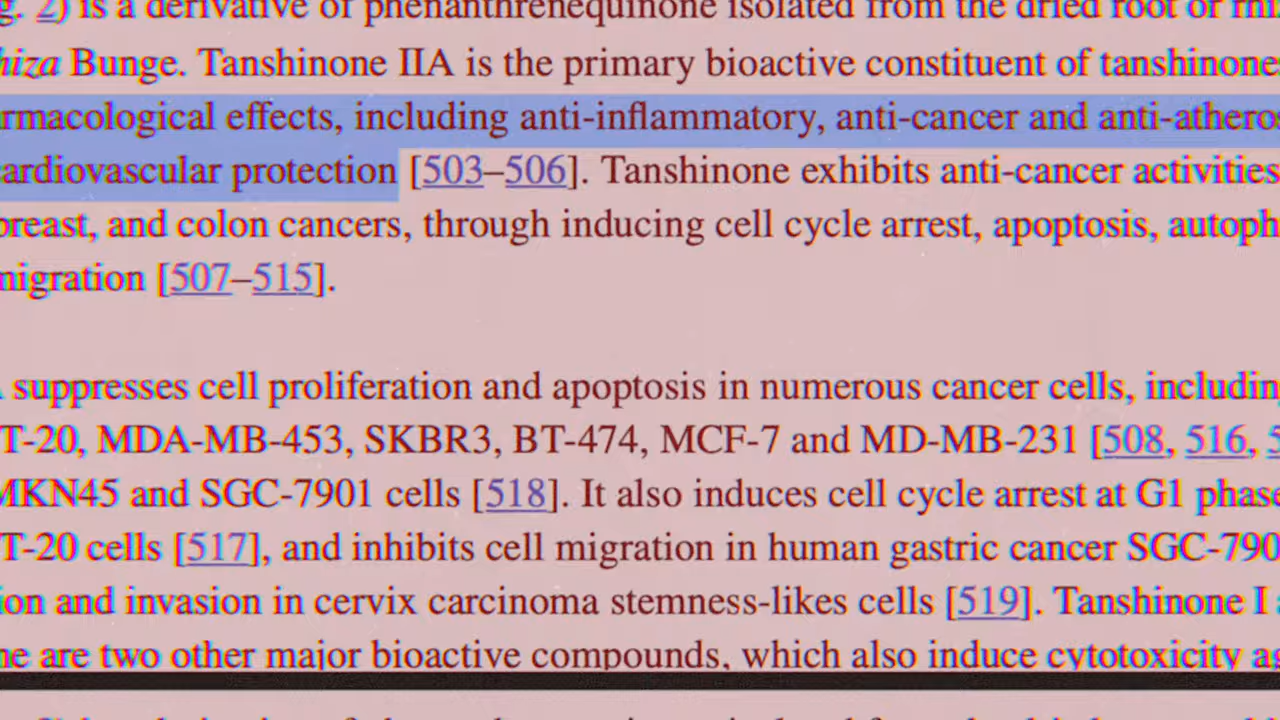 2) is a derivative of phenanthrenequinone isolated from the dried root or
hiza Bunge. Tanshinone IIA is the primary bioactive constituent of tanshinone
rmacological effects, including anti-inflammatory, anti-cancer and anti-athero
cardiovascular protection [503–506]. Tanshinone exhibits anti-cancer activities
breast, and colon cancers, through inducing cell cycle arrest, apoptosis, autoph
migration [507–515].
suppresses cell proliferation and apoptosis in numerous cancer cells, includin
T-20, MDA-MB-453, SKBR3, BT-474, MCF-7 and MD-MB-231 [508, 516,
MKN45 and SGC-7901 cells [518]. It also induces cell cycle arrest at G1 phase
T-20 cells [517], and inhibits cell migration in human gastric cancer SGC-790
ion and invasion in cervix carcinoma stemness-likes cells [519]. Tanshinone I
ne are two other major bioactive compounds, which also induce cytotoxicity